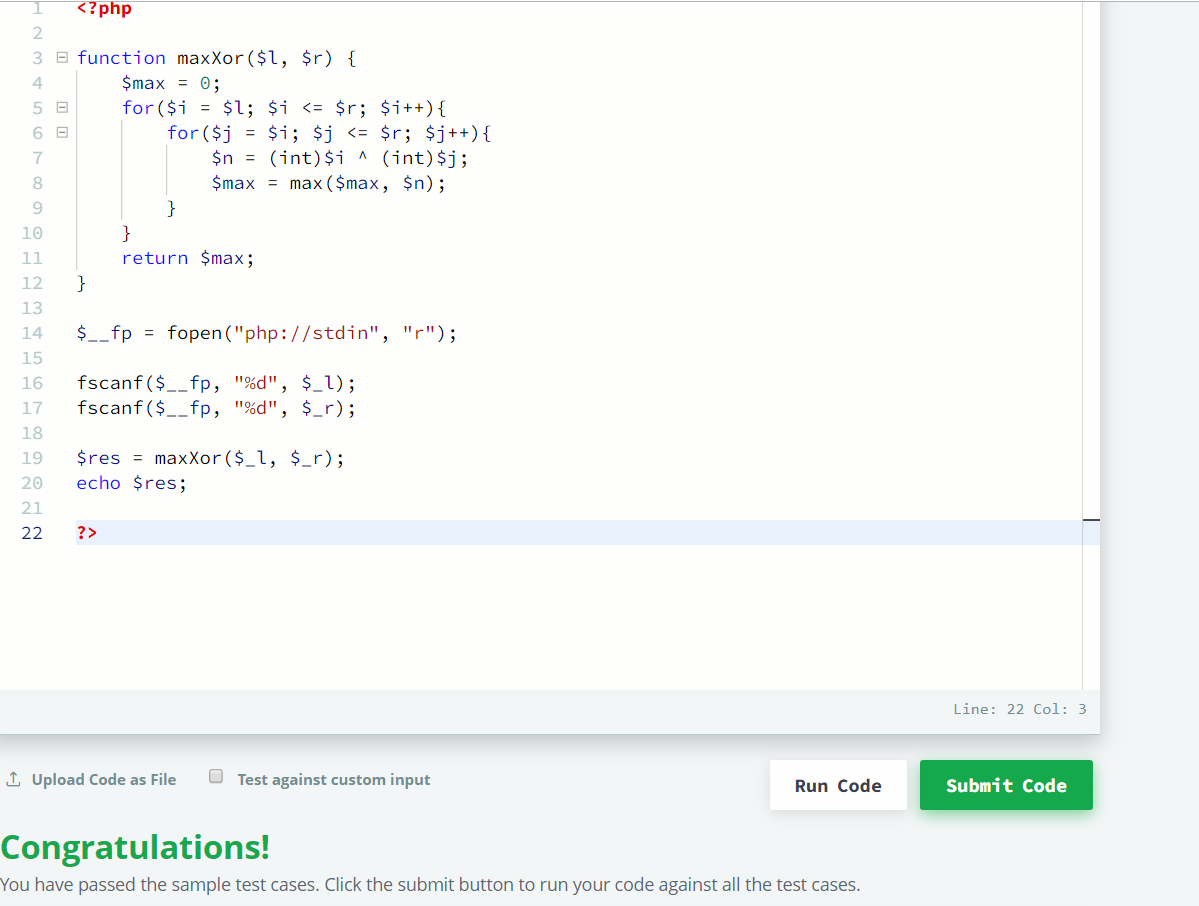 1 <?php
2
3 function maxXor($l, $r) {
4     $max = 0;
5     for($i = $l; $i <= $r; $i++){
6         for($j = $i; $j <= $r; $j++){
7             $n = (int)$i ^ (int)$j;
8             $max = max($max, $n);
9         }
10     }
11     return $max;
12 }
13
14 $__fp = fopen("php://stdin", "r");
15
16 fscanf($__fp, "%d", $_l);
17 fscanf($__fp, "%d", $_r);
18
19 $res = maxXor($_l, $_r);
20 echo $res;
21
22 ?>
Line: 22 Col: 3
Upload Code as File Test against custom input Run Code Submit Code
Congratulations!
You have passed the sample test cases. Click the submit button to run your code against all the test cases.